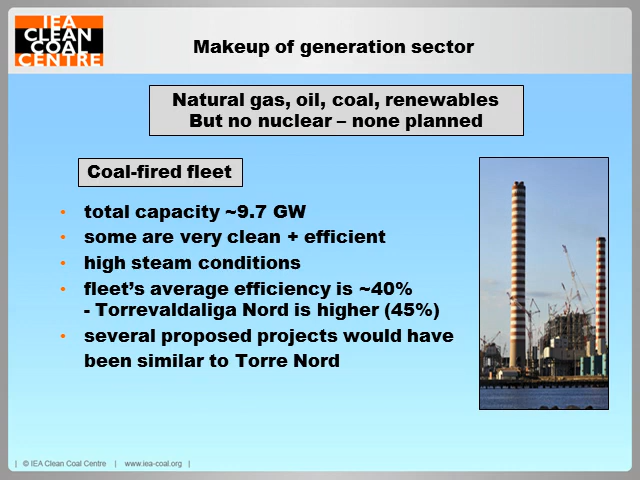 IEA
CLEAN
COAL
CENTRE
Makeup of generation sector
Natural gas, oil, coal, renewables
But no nuclear – none planned
Coal-fired fleet
• total capacity ~9.7 GW
• some are very clean + efficient
• high steam conditions
• fleet's average efficiency is ~40%
- Torrevaldaliga Nord is higher (45%)
• several proposed projects would have
been similar to Torre Nord
| © IEA Clean Coal Centre | www.iea-coal.org |